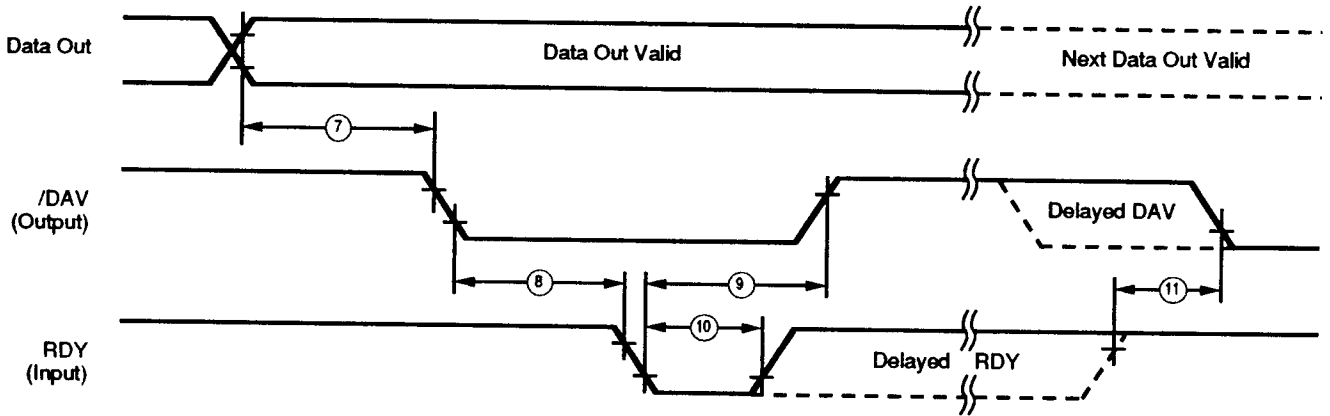 Data Out
Data Out Valid
Next Data Out Valid
7
/DAV
(Output)
Delayed DAV
8
9
11
10
RDY
(Input)
Delayed RDY